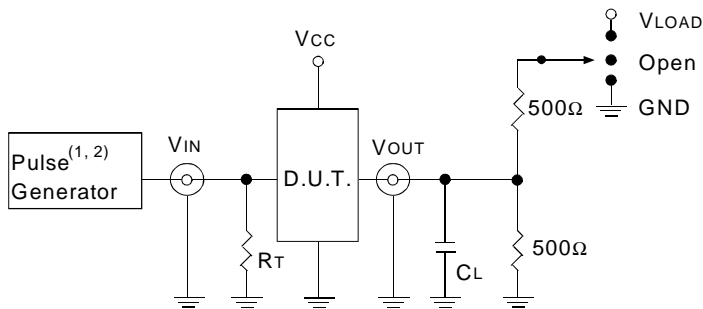 VLOAD
VCC
Open
500Ω
GND
VIN
VOUT
Pulse(1, 2)
Generator
D.U.T.
RT
CL
500Ω